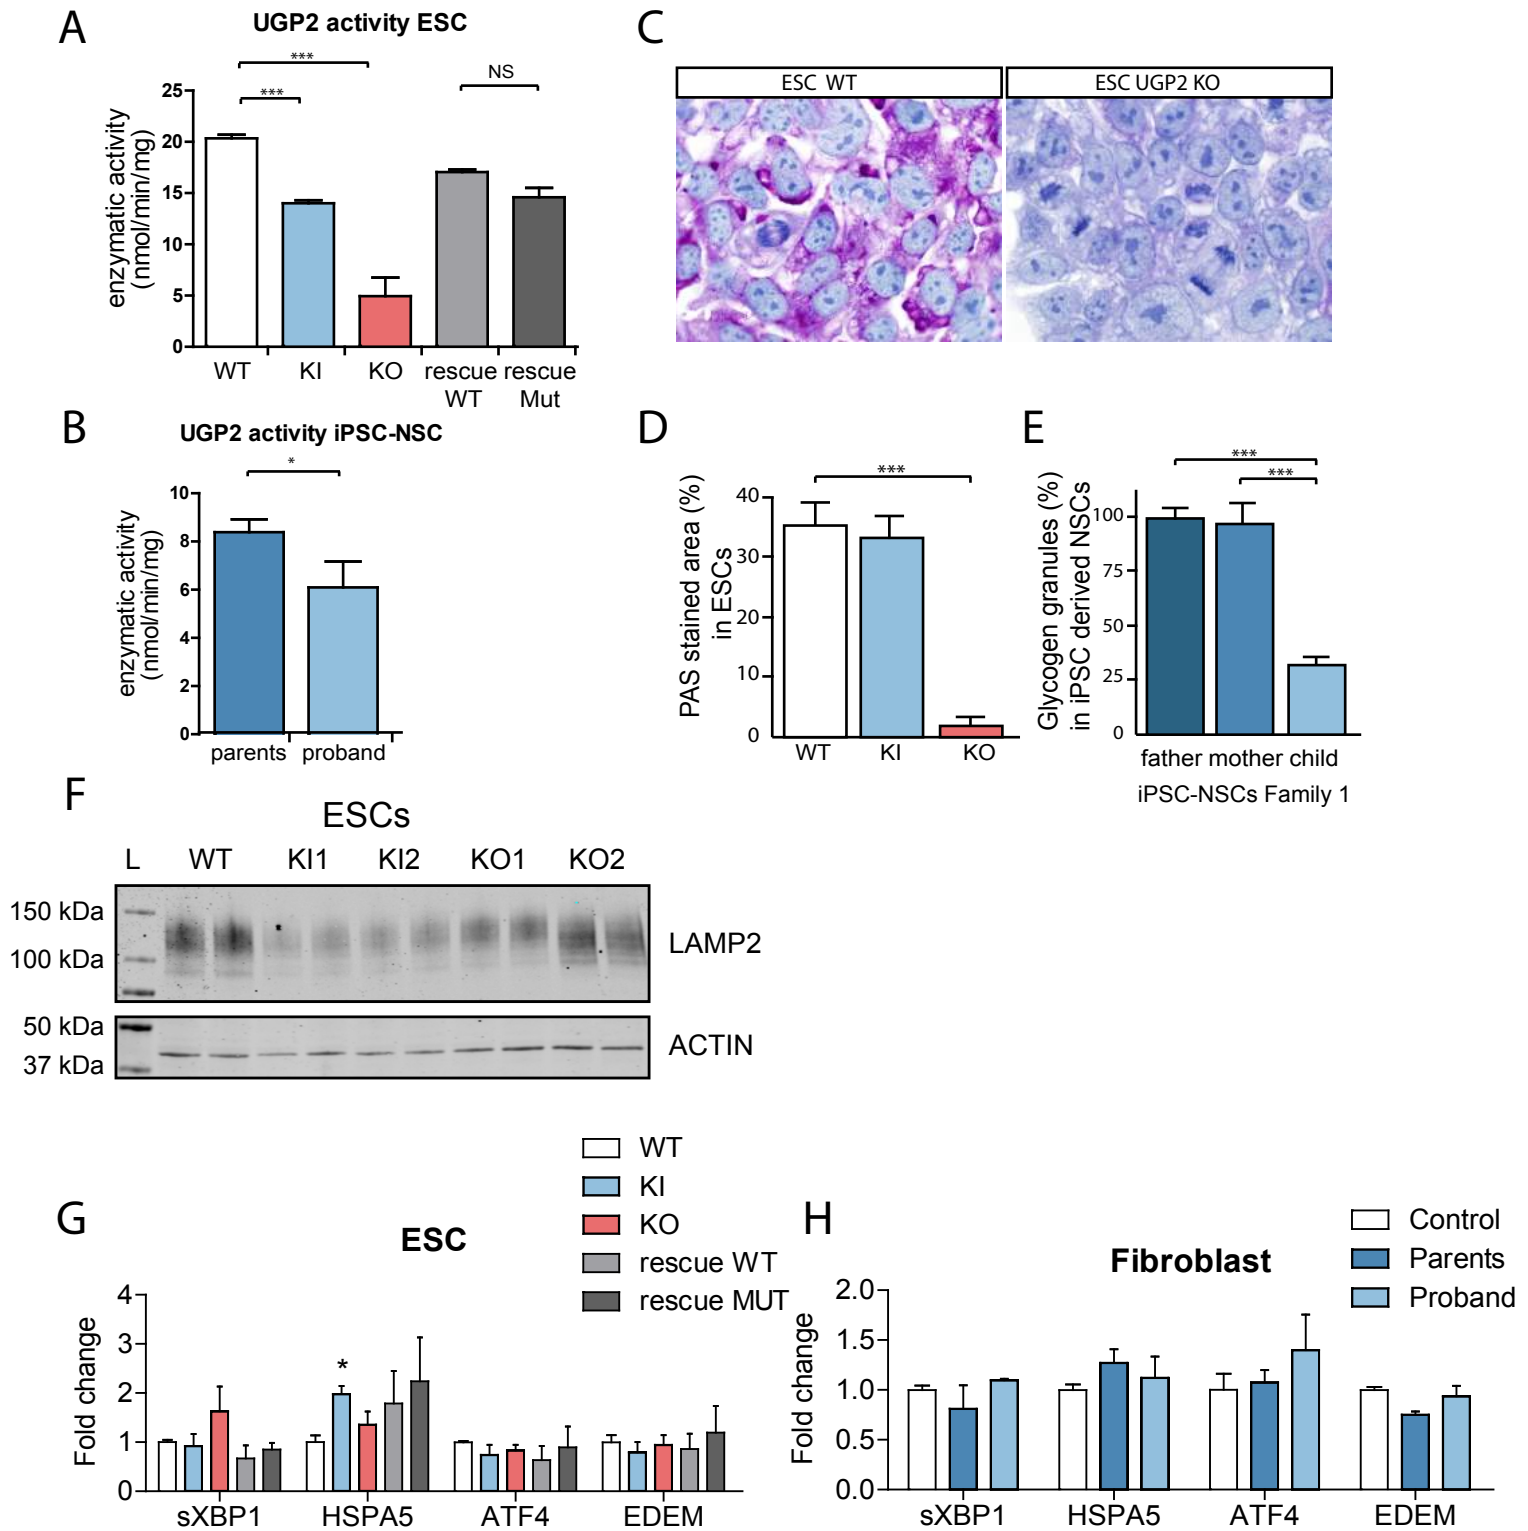 A
UGP2 activity ESC
***
***
NS
enzymatic activity
(nmol/min/mg)
25
20
15
10
5
0
WT KI KO rescue rescue
WT Mut
B
UGP2 activity iPSC-NSC
*
enzymatic activity
(nmol/min/mg)
10
8
6
4
2
0
parents proband
C
ESC WT
ESC UGP2 KO
D
***
PAS stained area (%)
in ESCs
40
30
20
10
0
WT KI KO
E
***
***
Glycogen granules (%)
in iPSC derived NSCs
100
75
50
25
0
father mother child
iPSC-NSCs Family 1
F
ESCs
L WT KI1 KI2 KO1 KO2
150 kDa
100 kDa
LAMP2
50 kDa
37 kDa
ACTIN
WT
KI
KO
rescue WT
rescue MUT
G
ESC
Fold change
4
3
2
1
0
*
sXBP1 HSPA5 ATF4 EDEM
H
Fibroblast
Control
Parents
Proband
Fold change
2.0
1.5
1.0
0.5
0.0
sXBP1 HSPA5 ATF4 EDEM